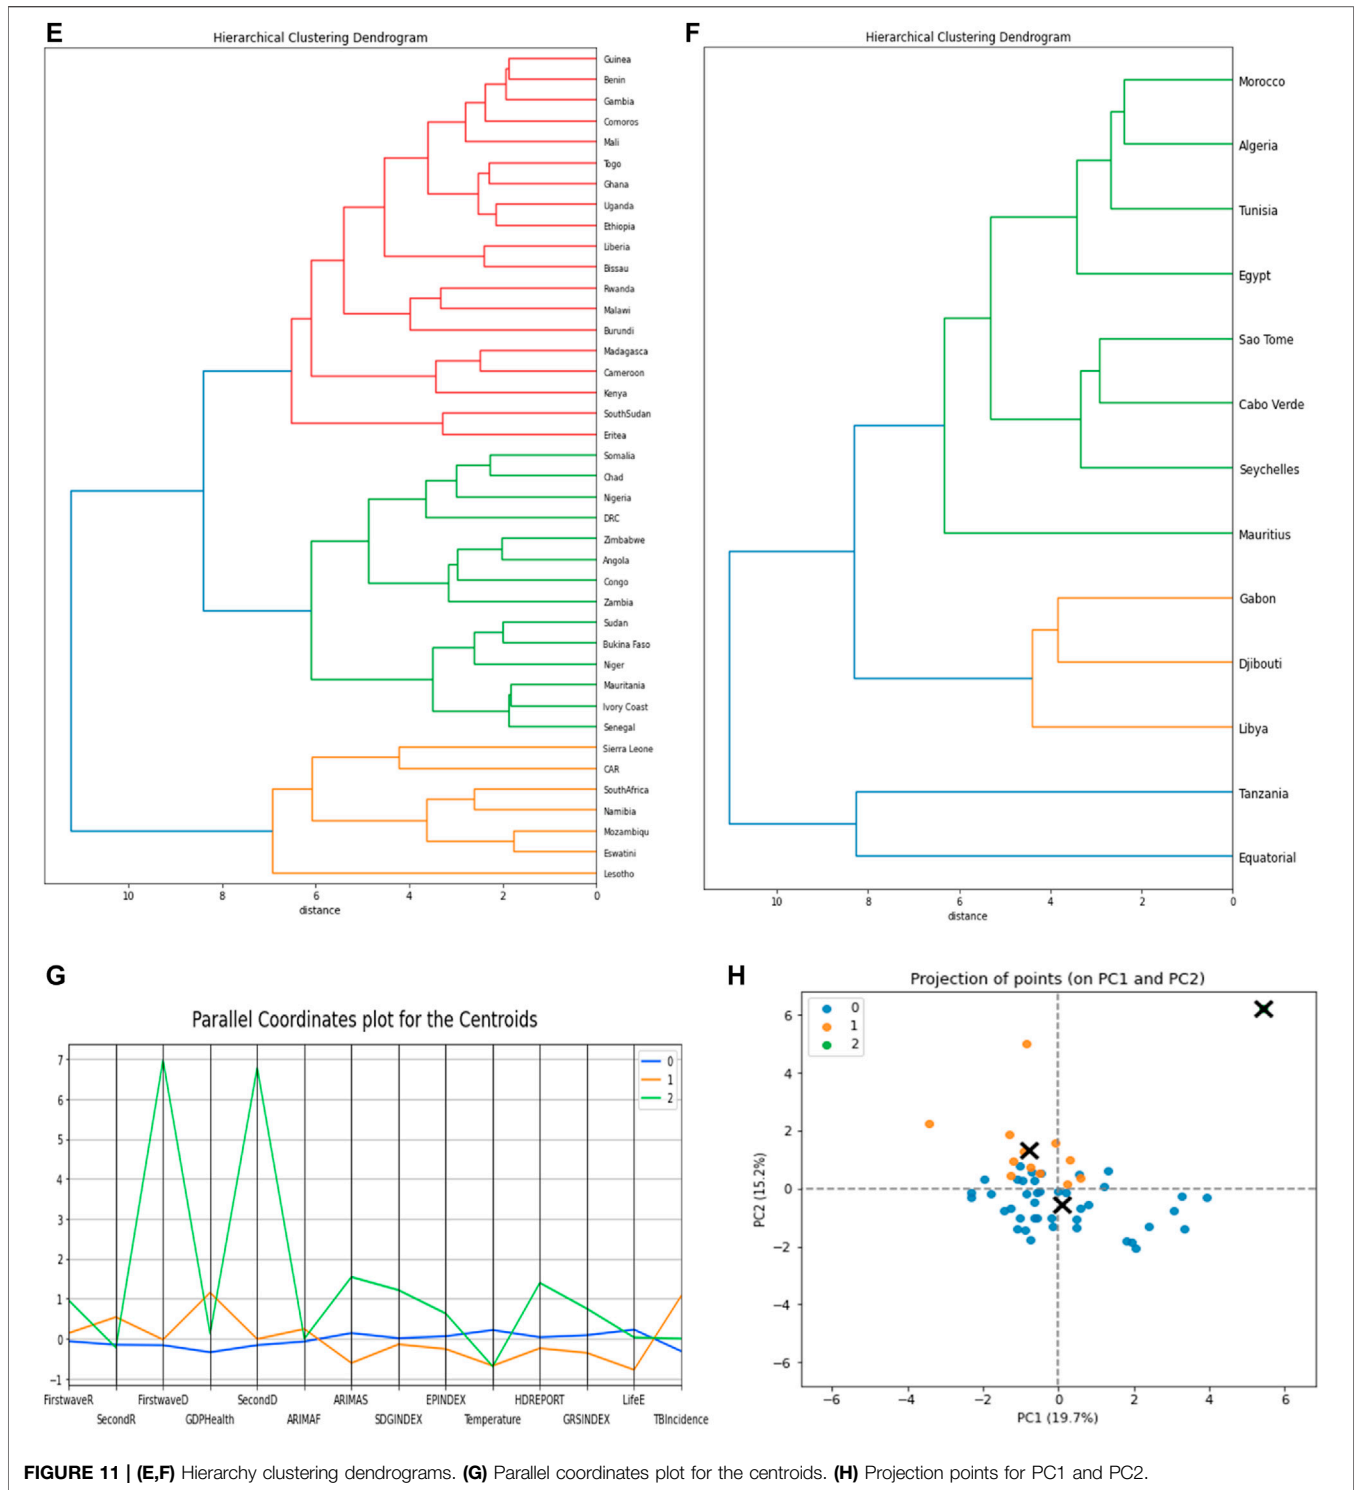 E
Hierarchical Clustering Dendrogram
Guinea
Benin
Gambia
Comoros
Mali
Togo
Ghana
Uganda
Ethiopia
Liberia
Bissau
Rwanda
Malawi
Burundi
Madagasca
Cameroon
Kenya
SouthSudan
Eritea
Somalia
Chad
Nigeria
DRC
Zimbabwe
Angola
Congo
Zambia
Sudan
Bukina Faso
Niger
Mauritania
Ivory Coast
Senegal
Sierra Leone
CAR
SouthAfrica
Namibia
Mozambiqu
Eswatini
Lesotho
10 8 6 4 2 0
distance
F
Hierarchical Clustering Dendrogram
Morocco
Algeria
Tunisia
Egypt
Sao Tome
Cabo Verde
Seychelles
Mauritius
Gabon
Djibouti
Libya
Tanzania
Equatorial
10 8 6 4 2 0
distance
G
Parallel Coordinates plot for the Centroids
7
6
5
4
3
2
1
0
−1
0
1
2
FirstwaveR FirstwaveD SecondD ARIMAS EPINDEX HDREPORT LifeE
SecondR GDPHealth ARIMAF SDGINDEX Temperature GRSINDEX TBIncidence
H
Projection of points (on PC1 and PC2)
0
1
2
6
4
2
0
−2
−4
−6
PC2 (15.2%)
−6 −4 −2 0 2 4 6
PC1 (19.7%)
FIGURE 11 | (E,F) Hierarchy clustering dendrograms. (G) Parallel coordinates plot for the centroids. (H) Projection points for PC1 and PC2.